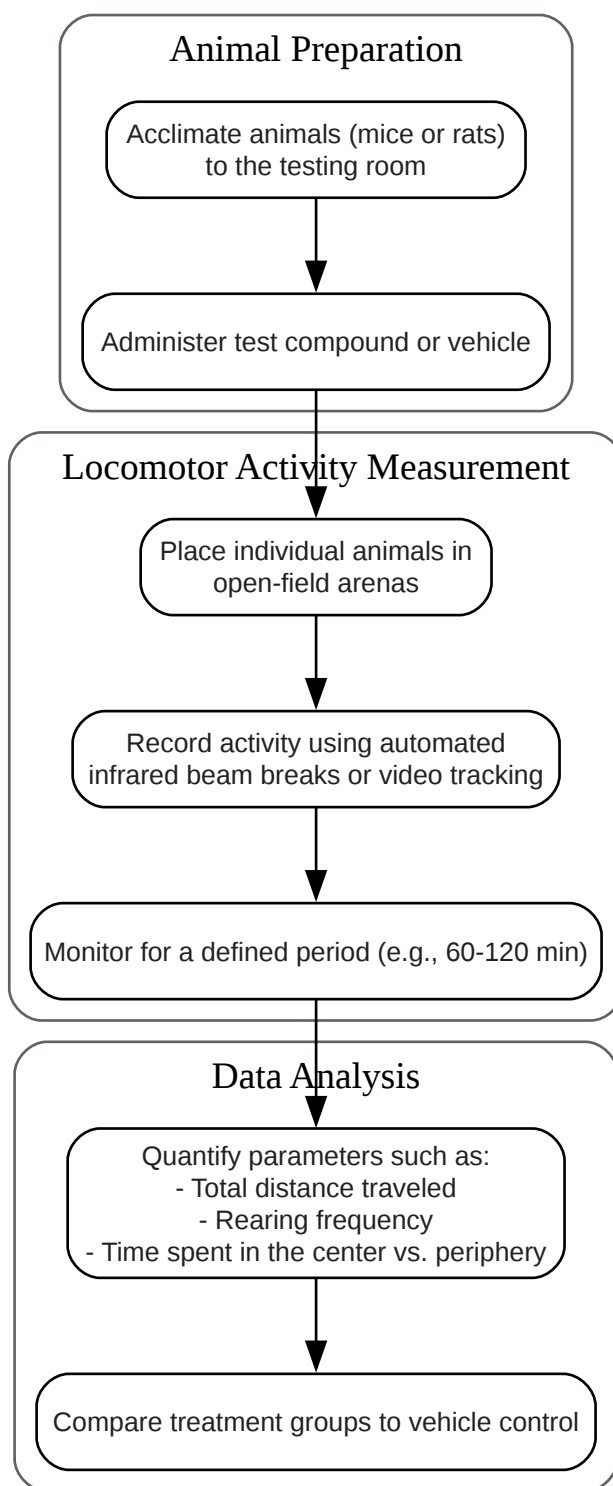 Animal Preparation
Acclimate animals (mice or rats)
to the testing room
Administer test compound or vehicle
Locomotor Activity Measurement
Place individual animals in
open-field arenas
Record activity using automated
infrared beam breaks or video tracking
Monitor for a defined period (e.g., 60-120 min)
Data Analysis
Quantify parameters such as:
- Total distance traveled
- Rearing frequency
- Time spent in the center vs. periphery
Compare treatment groups to vehicle control